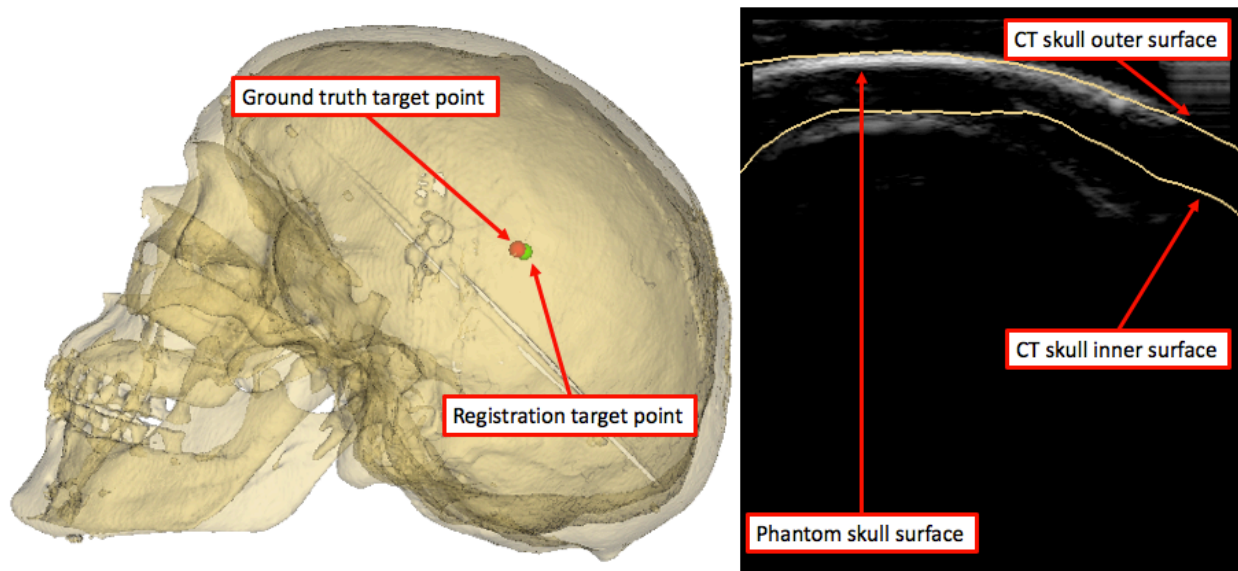 Ground truth target point
Registration target point
CT skull outer surface
CT skull inner surface
Phantom skull surface